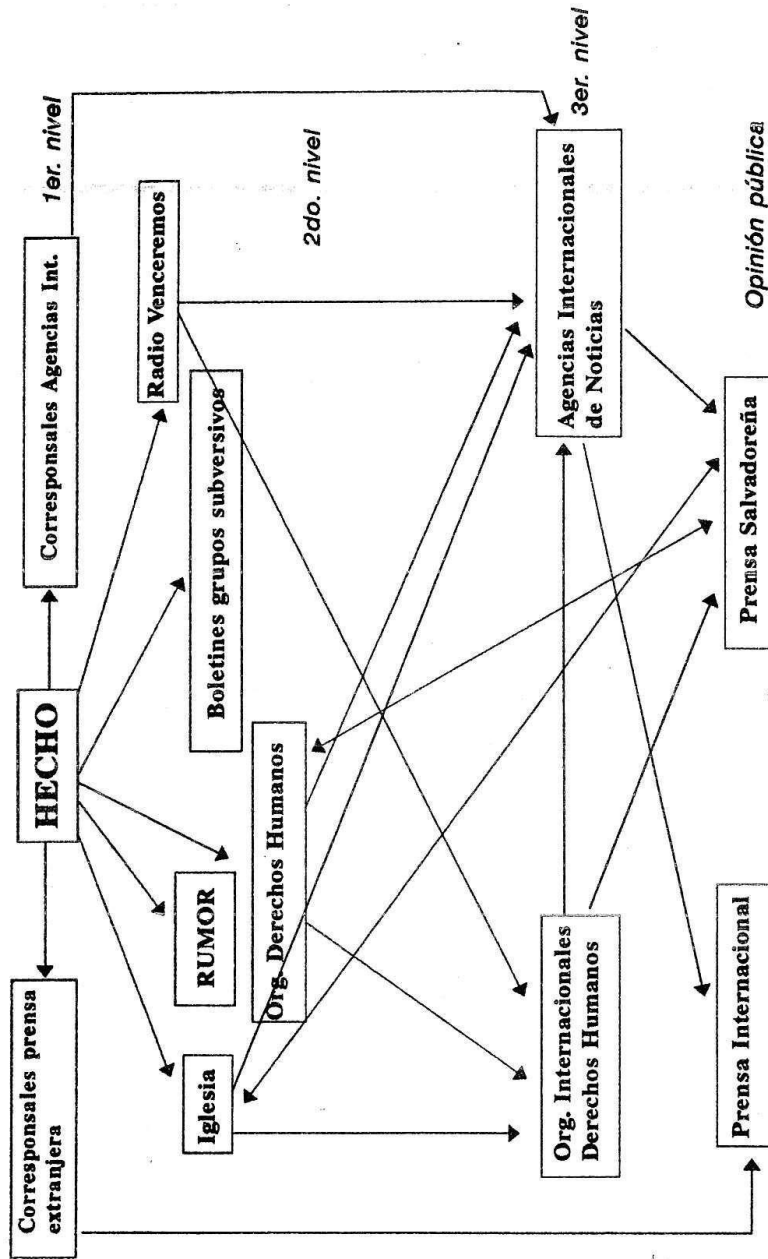 Corresponsales prensa
extranjera
HECHO
Corresponsales Agencias Int.
1er. nivel
Iglesia
RUMOR
Org. Derechos Humanos
Boletines grupos subversivos
Radio Venceremos
2do. nivel
Org. Internacionales
Derechos Humanos
Agencias Internacionales
de Noticias
3er. nivel
Prensa Internacional
Prensa Salvadoreña
Opinión pública